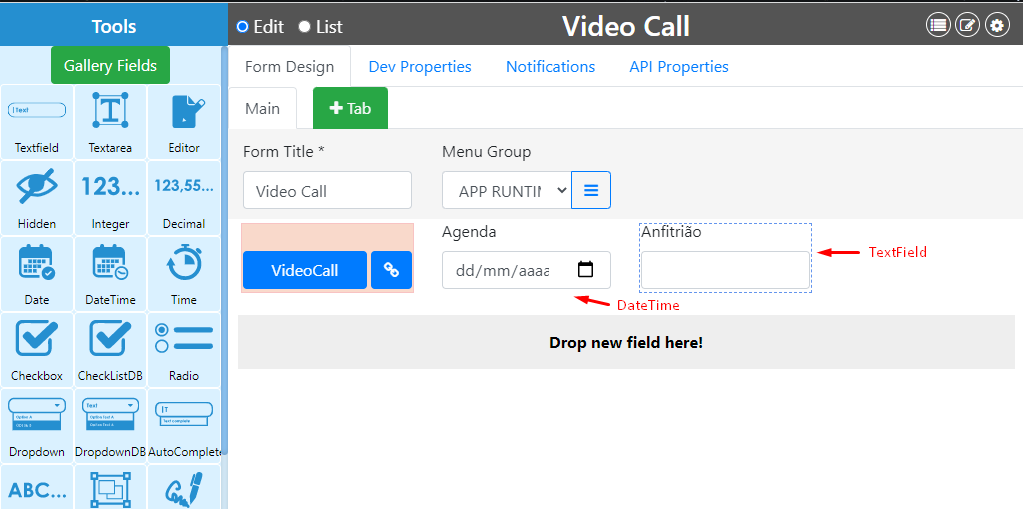 Tools
Edit List
Video Call
Gallery Fields
Form Design Dev Properties Notifications API Properties
Main Tab
Text
Textfield Textarea Editor
Form Title * Menu Group
Video Call APP RUNTIN
123... 123,55...
Hidden Integer Decimal
Agenda Anfitrião
TextField
VideoCall dd/mm/aaaa
DateTime
Date DateTime Time
Drop new field here!
Checkbox CheckListDB Radio
Text
Dropdown DropdownDB AutoComplete
ABC...